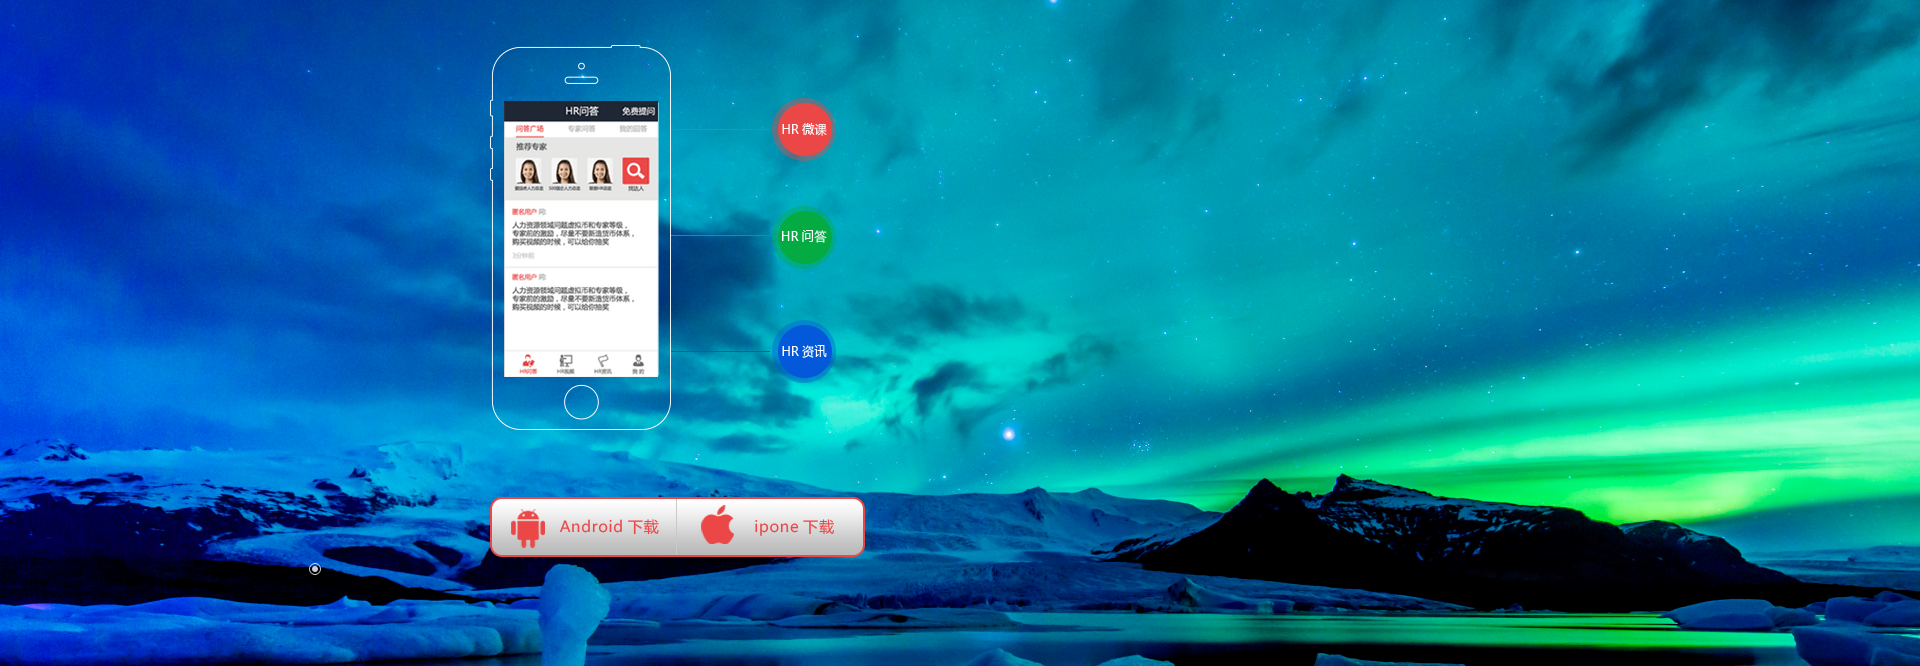 HR问答 免费提问
问答广场 专家问答 我的回答
推荐专家
找达人
匿名用户 问:
人力资源领域问题虚拟币和专家等级，
专家前的激励，尽量不要新造货币体系，
购买视频的时候，可以给你抽奖
3分钟前
匿名用户 问:
人力资源领域问题虚拟币和专家等级，
专家前的激励，尽量不要新造货币体系，
购买视频的时候，可以给你抽奖
HR问答 HR视频 HR资讯 我的
HR 微课
HR 问答
HR 资讯
Android 下载 ipone 下载